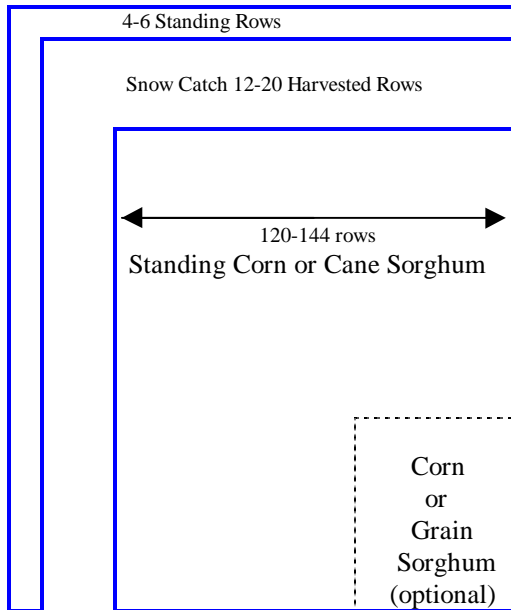 4-6 Standing Rows
Snow Catch 12-20 Harvested Rows
120-144 rows
Standing Corn or Cane Sorghum
Corn
or
Grain
Sorghum
(optional)